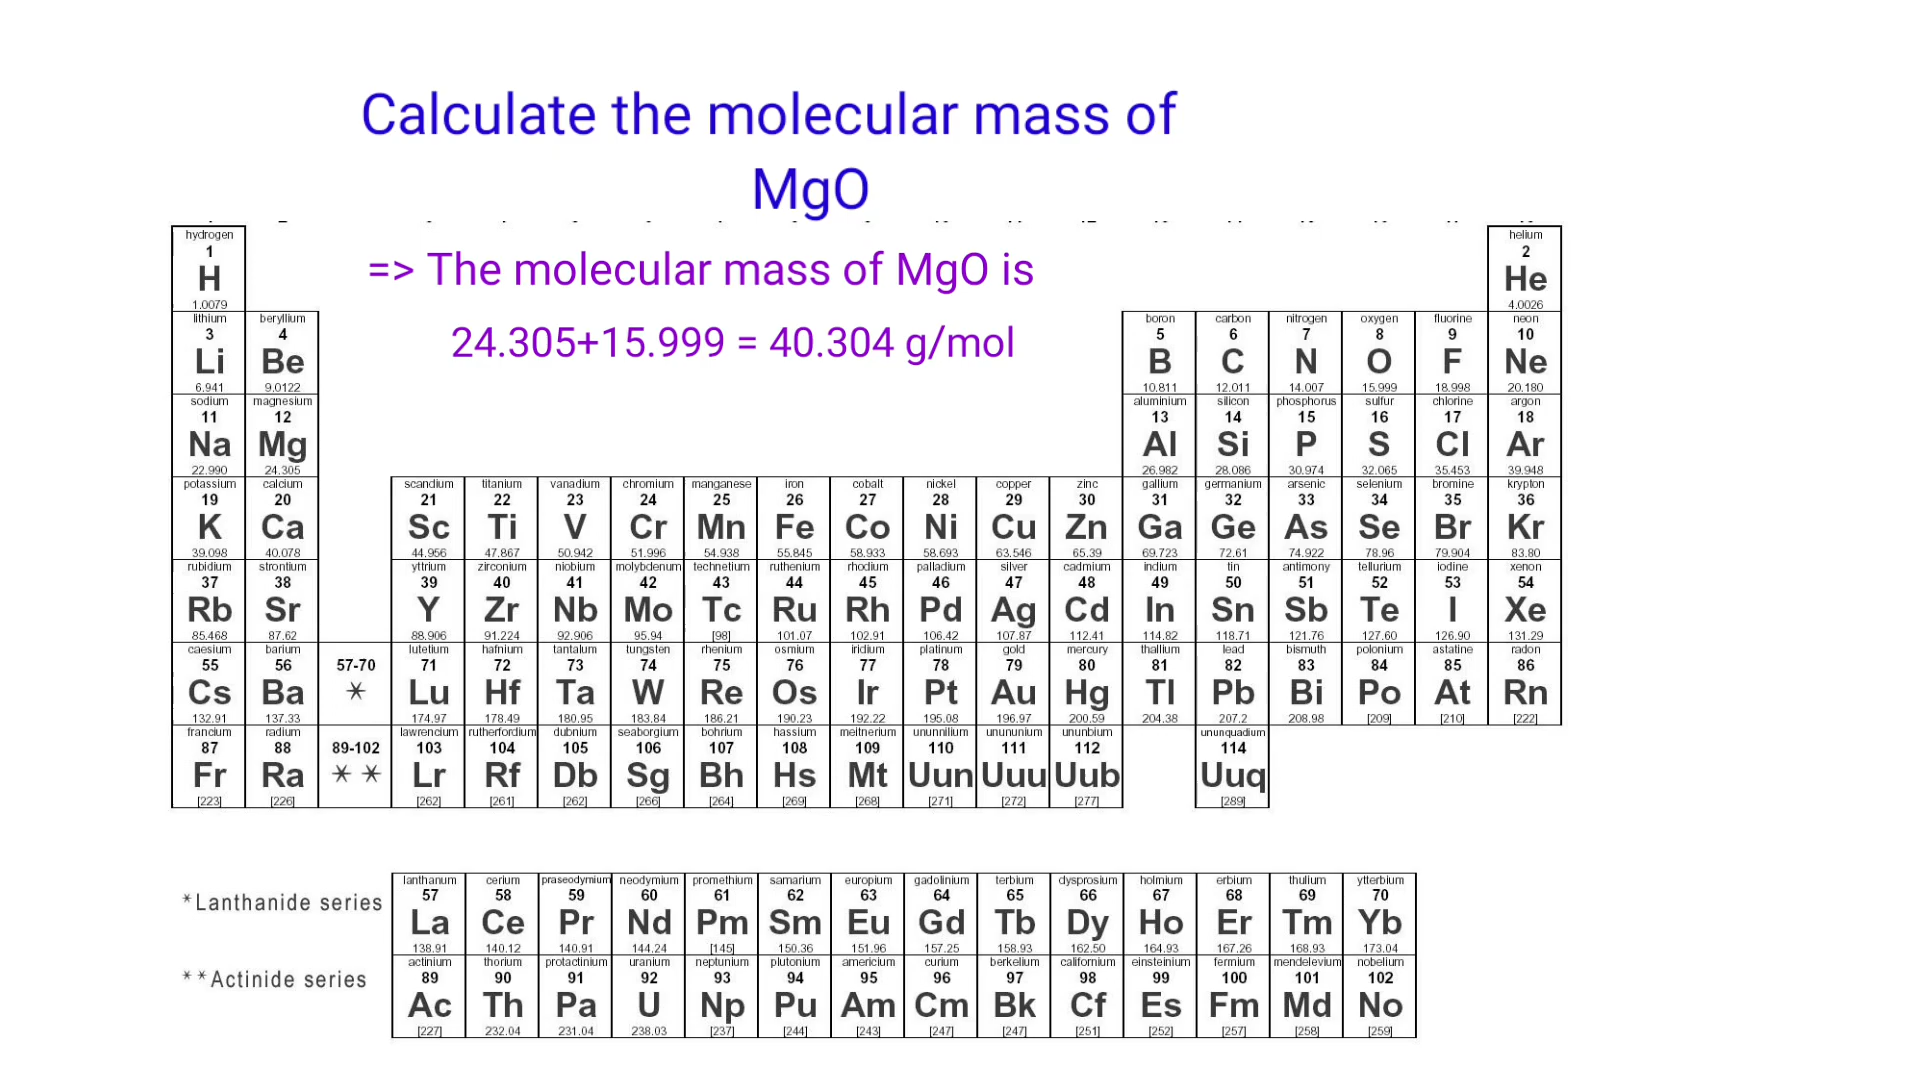 Calculate the molecular mass of
MgO
=> The molecular mass of MgO is
24.305+15.999 = 40.304 g/mol
hydrogen helium
1 2
H He
1.0079 4.0026
lithium beryllium boron carbon nitrogen oxygen fluorine neon
3 4 5 6 7 8 9 10
Li Be B C N O F Ne
6.941 9.0122 10.811 12.011 14.007 15.999 18.998 20.180
sodium magnesium aluminium silicon phosphorus sulfur chlorine argon
11 12 13 14 15 16 17 18
Na Mg Al Si P S Cl Ar
22.990 24.305 26.982 28.086 30.974 32.065 35.453 39.948
potassium calcium scandium titanium vanadium chromium manganese iron cobalt nickel copper zinc gallium germanium arsenic selenium bromine krypton
19 20 21 22 23 24 25 26 27 28 29 30 31 32 33 34 35 36
K Ca Sc Ti V Cr Mn Fe Co Ni Cu Zn Ga Ge As Se Br Kr
39.098 40.078 44.956 47.867 50.942 51.996 54.938 55.845 58.933 58.693 63.546 65.39 69.723 72.61 74.922 78.96 79.904 83.80
rubidium strontium yttrium zirconium niobium molybdenum technetium ruthenium rhodium palladium silver cadmium indium tin antimony tellurium iodine xenon
37 38 39 40 41 42 43 44 45 46 47 48 49 50 51 52 53 54
Rb Sr Y Zr Nb Mo Tc Ru Rh Pd Ag Cd In Sn Sb Te I Xe
85.468 87.62 88.906 91.224 92.906 95.94 [98] 101.07 102.91 106.42 107.87 112.41 114.82 118.71 121.76 127.60 126.90 131.29
caesium barium lutetium hafnium tantalum tungsten rhenium osmium iridium platinum gold mercury thallium lead bismuth polonium astatine radon
55 56 57-70 71 72 73 74 75 76 77 78 79 80 81 82 83 84 85 86
Cs Ba * Lu Hf Ta W Re Os Ir Pt Au Hg Tl Pb Bi Po At Rn
132.91 137.33 174.97 178.49 180.95 183.84 186.21 190.23 192.22 195.08 196.97 200.59 204.38 207.2 208.98 [209] [210] [222]
francium radium lawrencium rutherfordium dubnium seaborgium bohrium hassium meitnerium ununnilium unununium ununbium ununquadium
87 88 89-102 103 104 105 106 107 108 109 110 111 112 114
Fr Ra * * Lr Rf Db Sg Bh Hs Mt Uun Uuu Uub Uuq
[223] [226] [262] [261] [262] [266] [264] [269] [268] [271] [272] [277] [289]
lanthanum cerium praseodymium neodymium promethium samarium europium gadolinium terbium dysprosium holmium erbium thulium ytterbium
57 58 59 60 61 62 63 64 65 66 67 68 69 70
*Lanthanide series La Ce Pr Nd Pm Sm Eu Gd Tb Dy Ho Er Tm Yb
138.91 140.12 140.91 144.24 [145] 150.36 151.96 157.25 158.93 162.50 164.93 167.26 168.93 173.04
actinium thorium protactinium uranium neptunium plutonium americium curium berkelium californium einsteinium fermium mendelevium nobelium
**Actinide series 89 90 91 92 93 94 95 96 97 98 99 100 101 102
Ac Th Pa U Np Pu Am Cm Bk Cf Es Fm Md No
[227] 232.04 231.04 238.03 [237] [244] [243] [247] [247] [251] [252] [257] [258] [259]